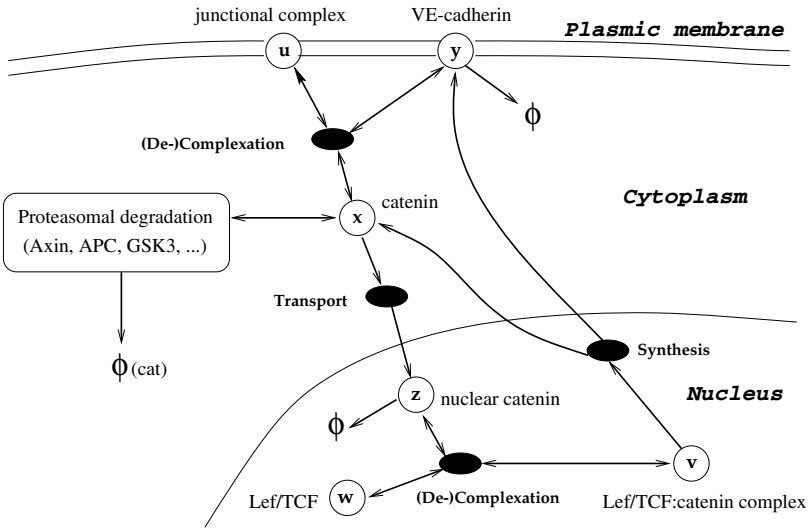 junctional complex
VE-cadherin
Plasmic membrane
u
y
ϕ
(De-)Complexation
catenin
Cytoplasm
x
Proteasomal degradation
(Axin, APC, GSK3, ...)
Transport
Synthesis
ϕ (cat)
Nucleus
z
nuclear catenin
ϕ
v
Lef/TCF
w
(De-)Complexation
Lef/TCF:catenin complex